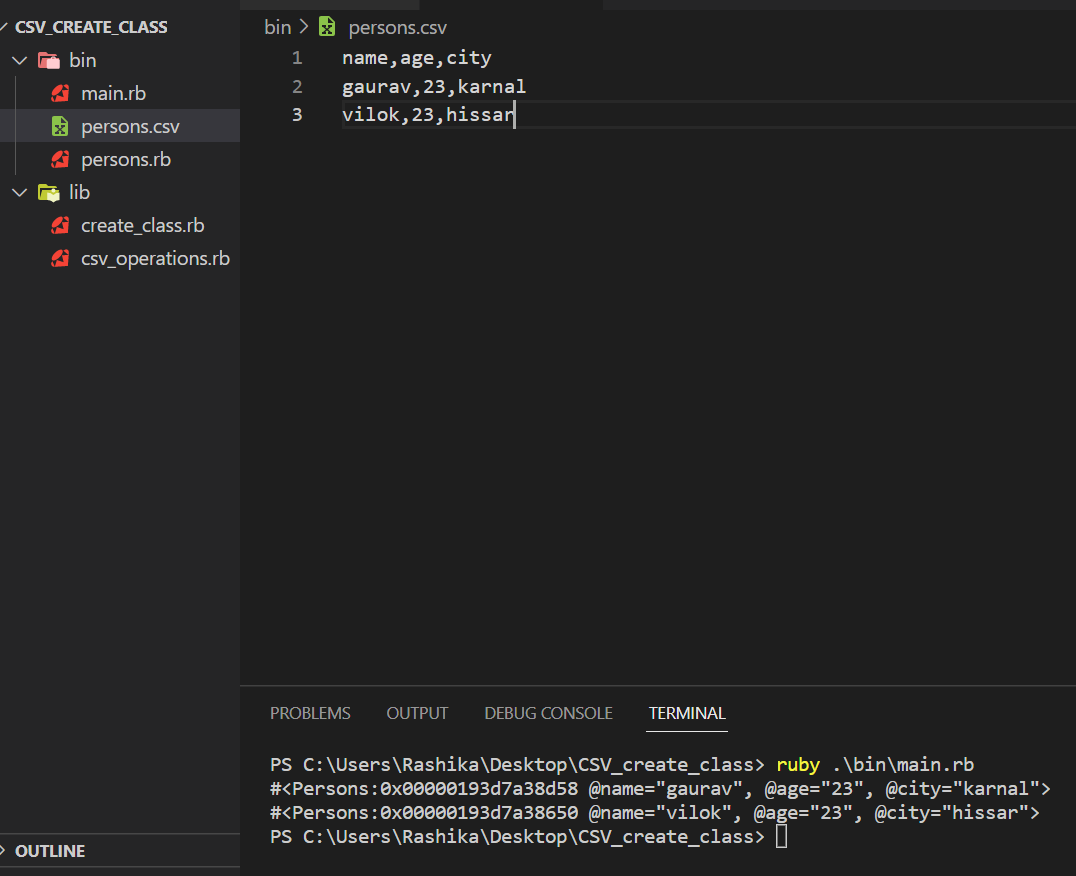 CSV_CREATE_CLASS
bin
main.rb
persons.csv
persons.rb
lib
create_class.rb
csv_operations.rb
OUTLINE
bin > persons.csv
1 name,age,city
2 gaurav,23,karnal
3 vilok,23,hissar
PROBLEMS OUTPUT DEBUG CONSOLE TERMINAL
PS C:\Users\Rashika\Desktop\CSV_create_class> ruby .\bin\main.rb
#<Persons:0x00000193d7a38d58 @name="gaurav", @age="23", @city="karnal">
#<Persons:0x00000193d7a38650 @name="vilok", @age="23", @city="hissar">
PS C:\Users\Rashika\Desktop\CSV_create_class>